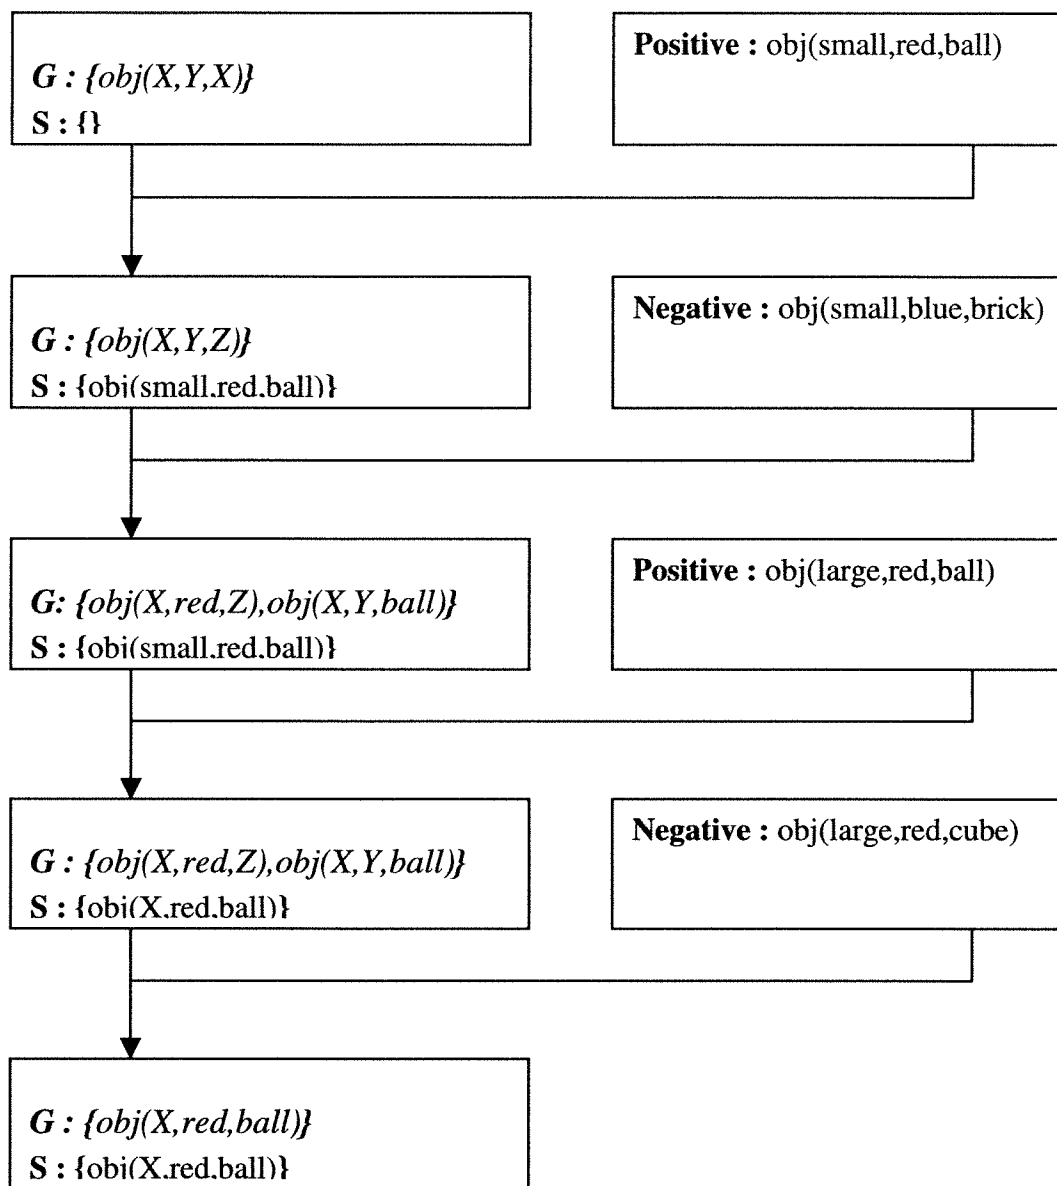 G : {obj(X,Y,X)}
S : {}
Positive : obj(small,red,ball)
G : {obj(X,Y,Z)}
S : {obj(small,red,ball)}
Negative : obj(small,blue,brick)
G: {obj(X,red,Z),obj(X,Y,ball)}
S : {obj(small,red,ball)}
Positive : obj(large,red,ball)
G : {obj(X,red,Z),obj(X,Y,ball)}
S : {obj(X,red,ball)}
Negative : obj(large,red,cube)
G : {obj(X,red,ball)}
S : {obj(X,red,ball)}